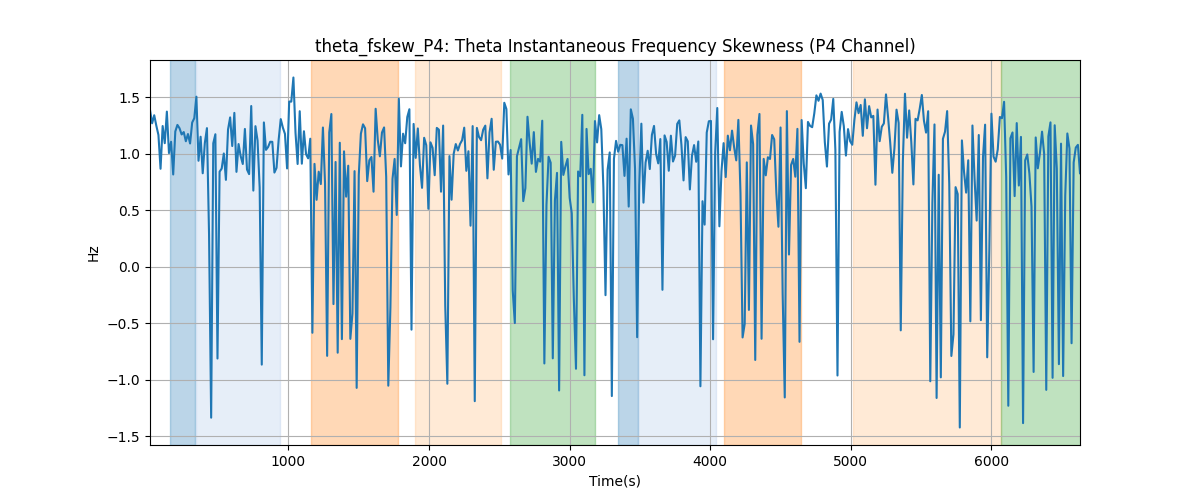 theta_fskew_P4: Theta Instantaneous Frequency Skewness (P4 Channel)
1.5
1.0
0.5
0.0
−0.5
−1.0
−1.5
Hz
1000 2000 3000 4000 5000 6000
Time(s)